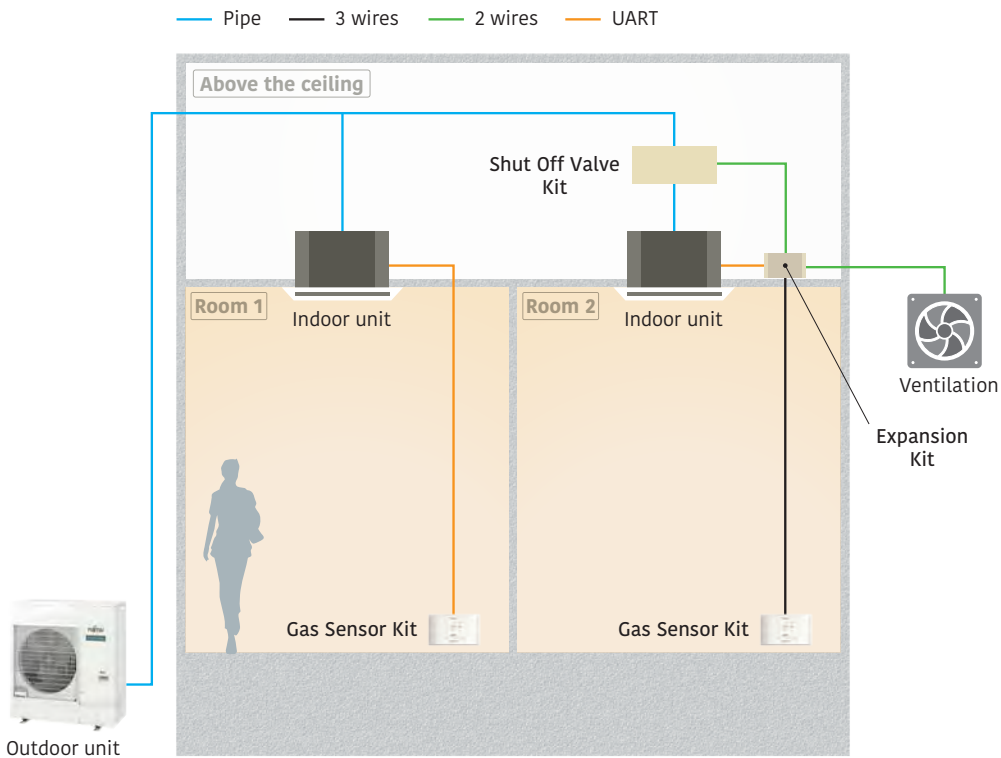 Pipe
3 wires
2 wires
UART
Above the ceiling
Shut Off Valve
Kit
Room 1
Indoor unit
Room 2
Indoor unit
Ventilation
Expansion
Kit
Gas Sensor Kit
Gas Sensor Kit
FUJITSU
Outdoor unit